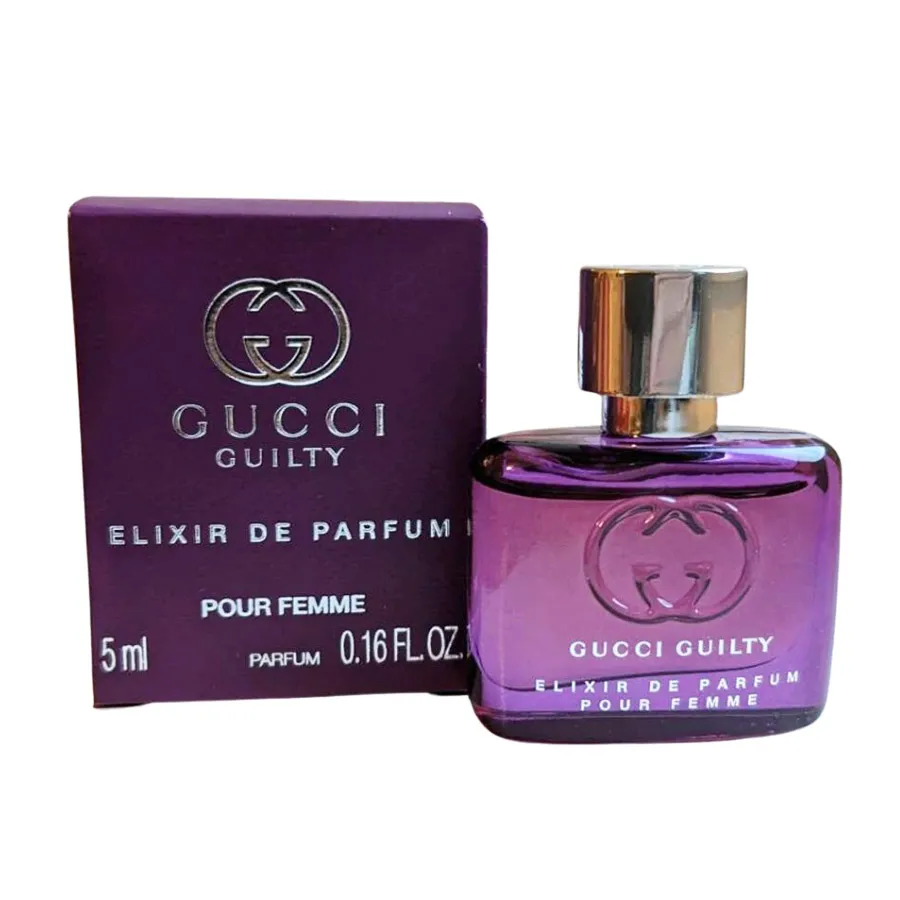 GUCCI
GUILTY
ELIXIR DE PARFUM
POUR FEMME
5 ml
PARFUM 0.16 FL.OZ.
GUCCI GUILTY
ELIXIR DE PARFUM
POUR FEMME